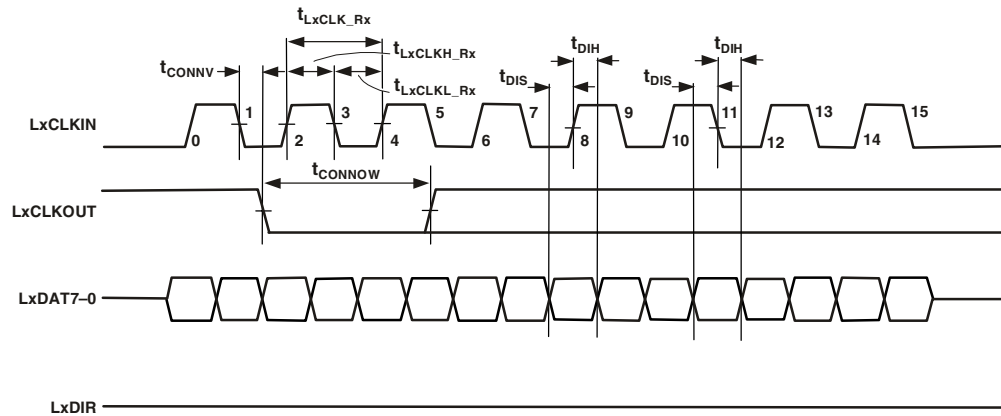 tLxCLK_Rx
tLxCLKH_Rx
tDIH
tDIH
tCONNV
tLxCLKL_Rx
tDIS
tDIS
LxCLKIN
0 1 2 3 4 5 6 7 8 9 10 11 12 13 14 15
tCONNOW
LxCLKOUT
LxDAT7–0
LxDIR